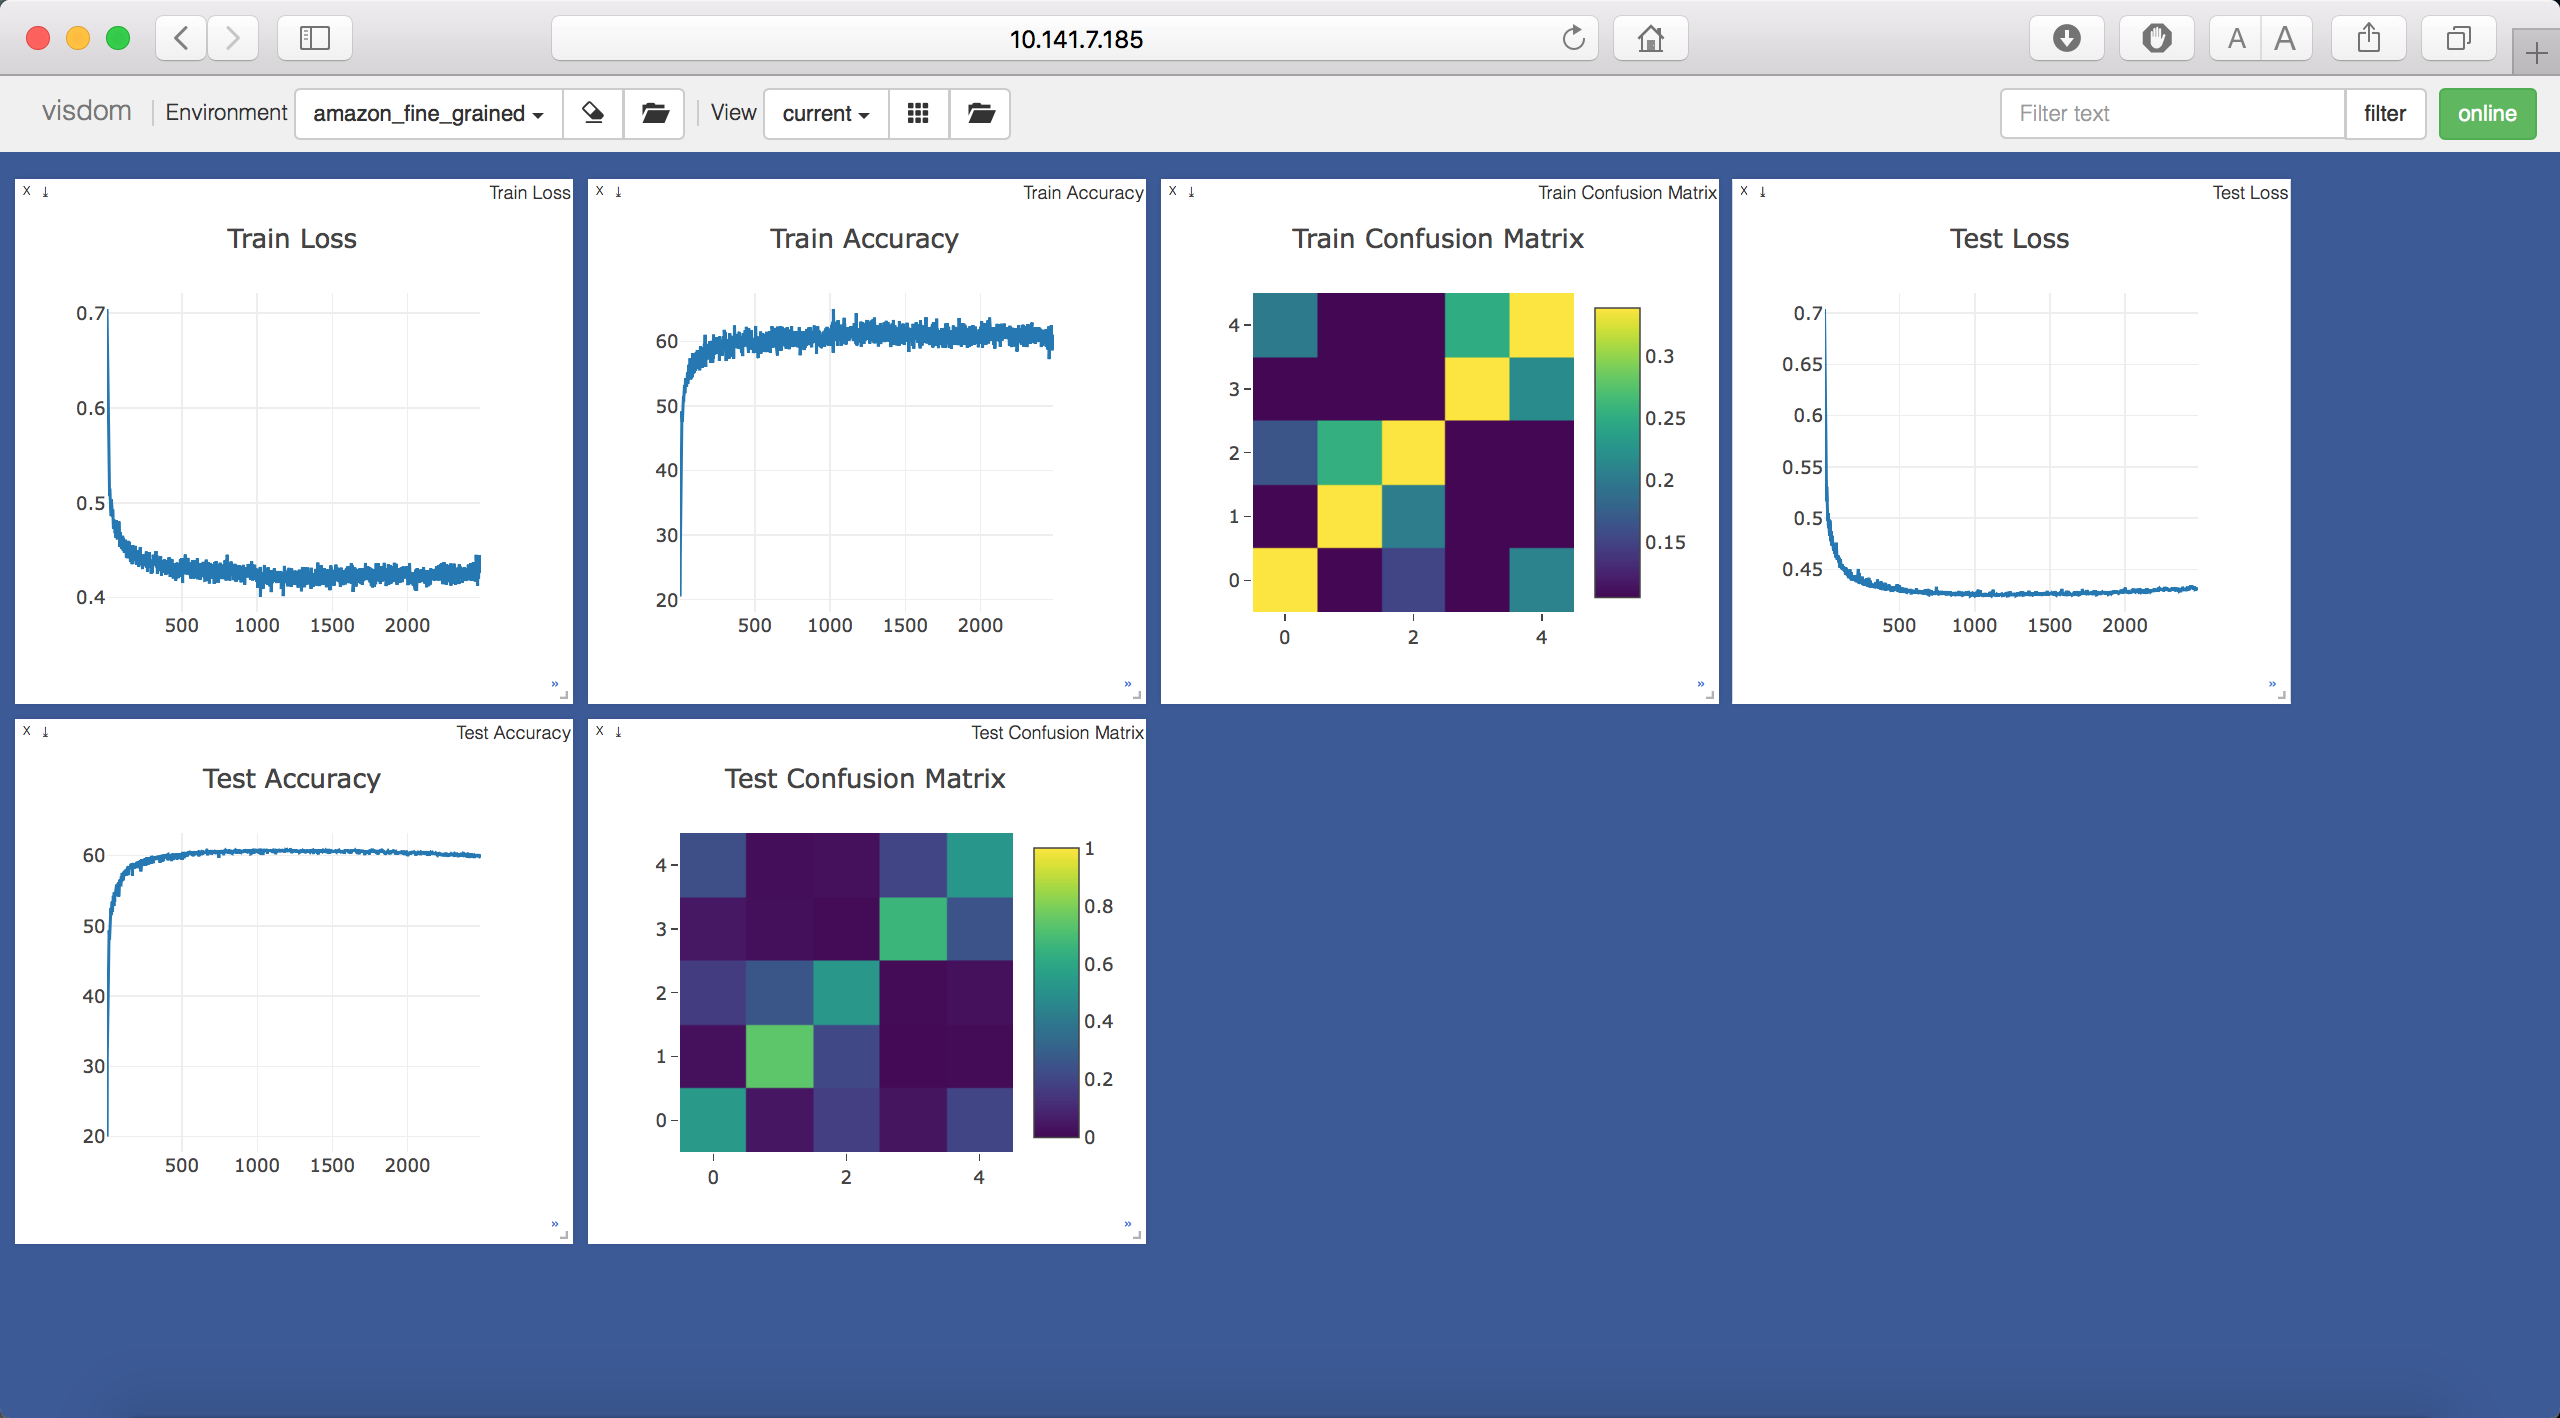 10.141.7.185
A A
visdom Environment amazon_fine_grained View current Filter text filter online
X Train Loss
Train Loss
0.7
0.6
0.5
0.4
500 1000 1500 2000
»
X Train Accuracy
Train Accuracy
60
50
40
30
20
500 1000 1500 2000
»
X Train Confusion Matrix
Train Confusion Matrix
4
3
2
1
0
0 2 4
0.3
0.25
0.2
0.15
»
X Test Loss
Test Loss
0.7
0.65
0.6
0.55
0.5
0.45
500 1000 1500 2000
»
X Test Accuracy
Test Accuracy
60
50
40
30
20
500 1000 1500 2000
»
X Test Confusion Matrix
Test Confusion Matrix
4
3
2
1
0
0 2 4
1
0.8
0.6
0.4
0.2
0
»